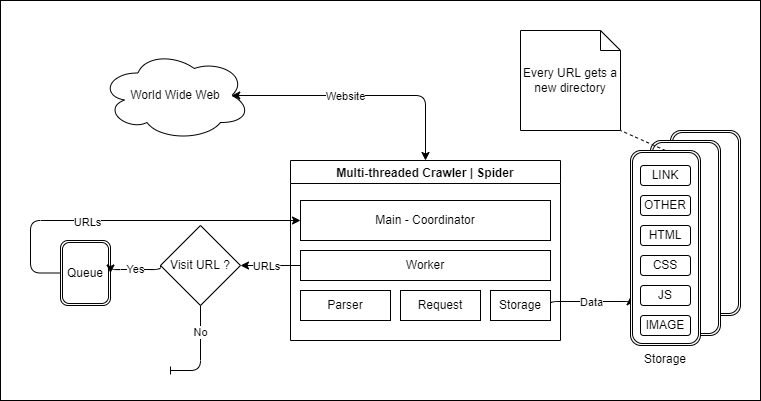 Every URL gets a
new directory
World Wide Web
Website
Multi-threaded Crawler | Spider
LINK
Main - Coordinator
OTHER
URLs
HTML
Queue
Yes
Visit URL ?
URLs
Worker
CSS
Parser
Request
Storage
Data
JS
No
IMAGE
Storage